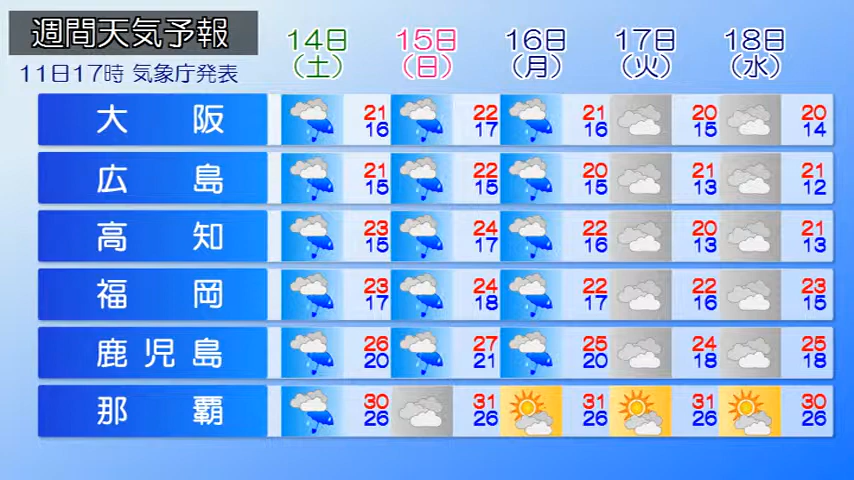 週間天気予報
11日17時 気象庁発表
14日 15日 16日 17日 18日
(土) (日) (月) (火) (水)
大阪 21 22 21 20 20
16 17 16 15 14
広島 21 22 20 21 21
15 15 15 13 12
高知 23 24 22 20 21
15 17 16 13 13
福岡 23 24 22 22 23
17 18 17 16 15
鹿児島 26 27 25 24 25
20 21 20 18 18
那覇 30 31 31 31 30
26 26 26 26 26